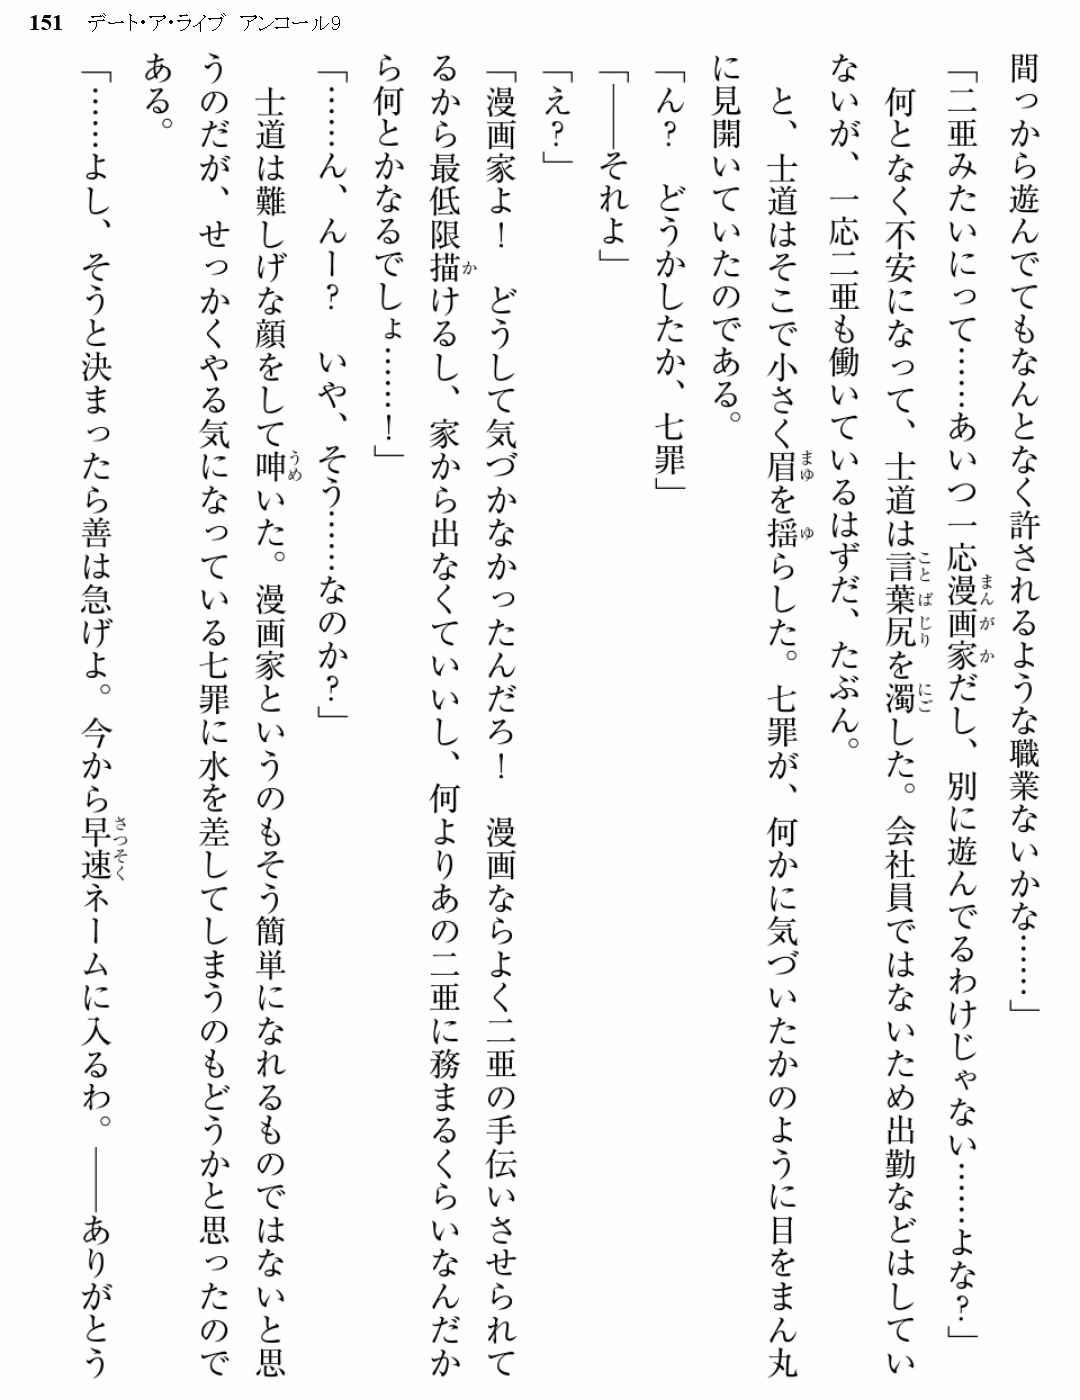 151 デート・ア・ライブ アンコール9
間っから遊んでてもなんとなく許されるような職業ないかな……」
「二亜みたいにって……あいつ一応漫画家だし、別に遊んでるわけじゃない……よな?」
何となく不安になって、士道は言葉尻を濁した。会社員ではないため出勤などはしてい
ないが、一応二亜も働いているはずだ、たぶん。
と、士道はそこで小さく眉を揺らした。七罪が、何かに気づいたかのように目をまん丸
に見開いていたのである。
「ん? どうかしたか、七罪」
「――それよ」
「え?」
「漫画家よ! どうして気づかなかったんだろ! 漫画ならよく二亜の手伝いさせられて
るから最低限描けるし、家から出なくていいし、何よりあの二亜に務まるくらいなんだか
ら何とかなるでしょ……!」
「……ん、んー? いや、そう……なのか?」
士道は難しげな顔をして呻いた。漫画家というのもそう簡単になれるものではないと思
うのだが、せっかくやる気になっている七罪に水を差してしまうのもどうかと思ったので
ある。
「……よし、そうと決まったら善は急げよ。今から早速ネームに入るわ。――ありがとう